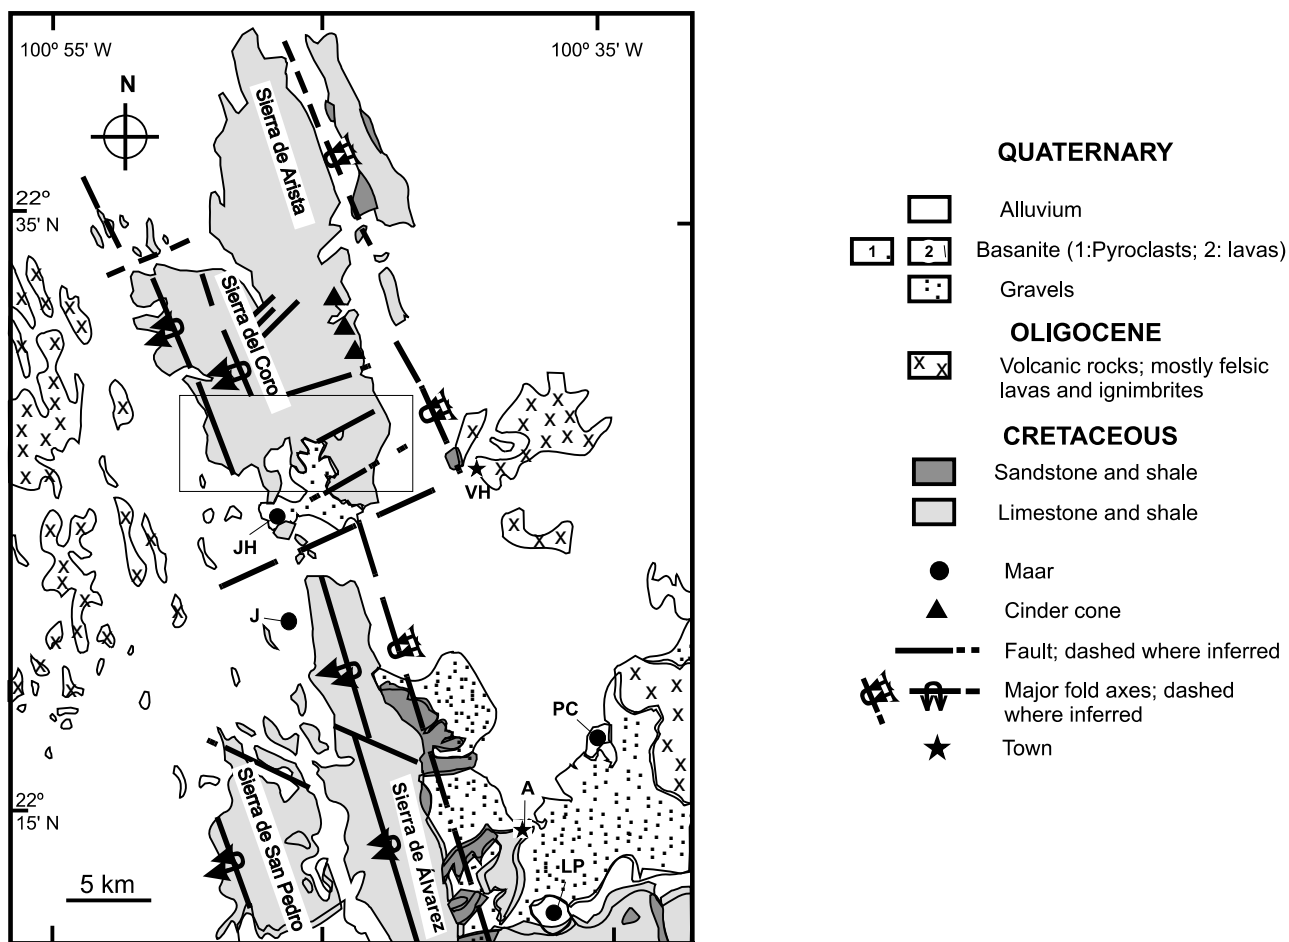 100º 55' W
100º 35' W
N
Sierra de Arista
22º
35' N
Sierra del Coro
VH
JH
J
PC
22º
15' N
A
Sierra de San Pedro
Sierra de Alvarez
LP
5 km
QUATERNARY
Alluvium
1
2
Basanite (1:Pyroclasts; 2: lavas)
Gravels
OLIGOCENE
X X
Volcanic rocks; mostly felsic
lavas and ignimbrites
CRETACEOUS
Sandstone and shale
Limestone and shale
Maar
Cinder cone
Fault; dashed where inferred
Major fold axes; dashed
where inferred
Town